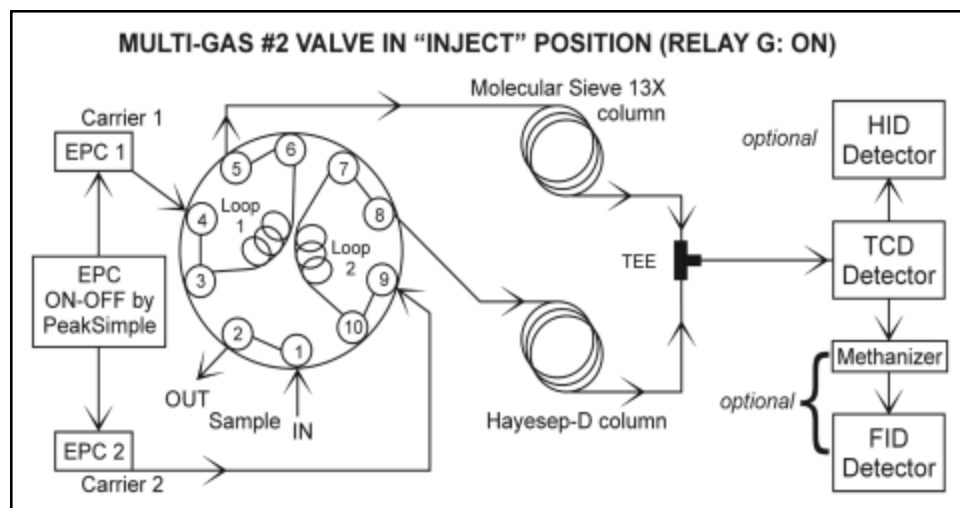 MULTI-GAS #2 VALVE IN “INJECT” POSITION (RELAY G: ON)
Carrier 1
EPC 1
EPC
ON-OFF by
PeakSimple
EPC 2
Carrier 2
5
6
7
4
8
Loop
1
Loop
2
3
9
2
10
1
OUT
Sample
IN
Molecular Sieve 13X
column
TEE
Hayesep-D column
optional
HID
Detector
TCD
Detector
Methanizer
optional
FID
Detector